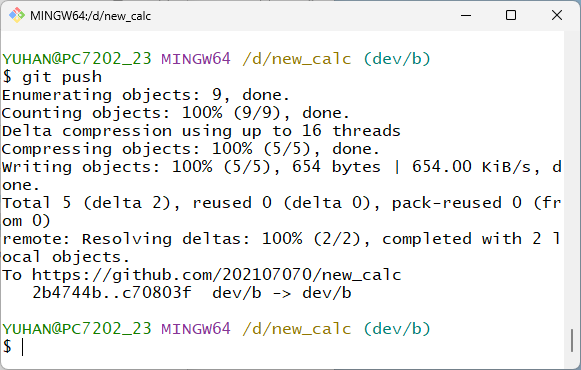 MINGW64:/d/new_calc
YUHAN@PC7202_23 MINGW64 /d/new_calc (dev/b)
$ git push
Enumerating objects: 9, done.
Counting objects: 100% (9/9), done.
Delta compression using up to 16 threads
Compressing objects: 100% (5/5), done.
Writing objects: 100% (5/5), 654 bytes | 654.00 KiB/s, d
one.
Total 5 (delta 2), reused 0 (delta 0), pack-reused 0 (fr
om 0)
remote: Resolving deltas: 100% (2/2), completed with 2 l
ocal objects.
To https://github.com/202107070/new_calc
   2b4744b..c70803f  dev/b -> dev/b
YUHAN@PC7202_23 MINGW64 /d/new_calc (dev/b)
$